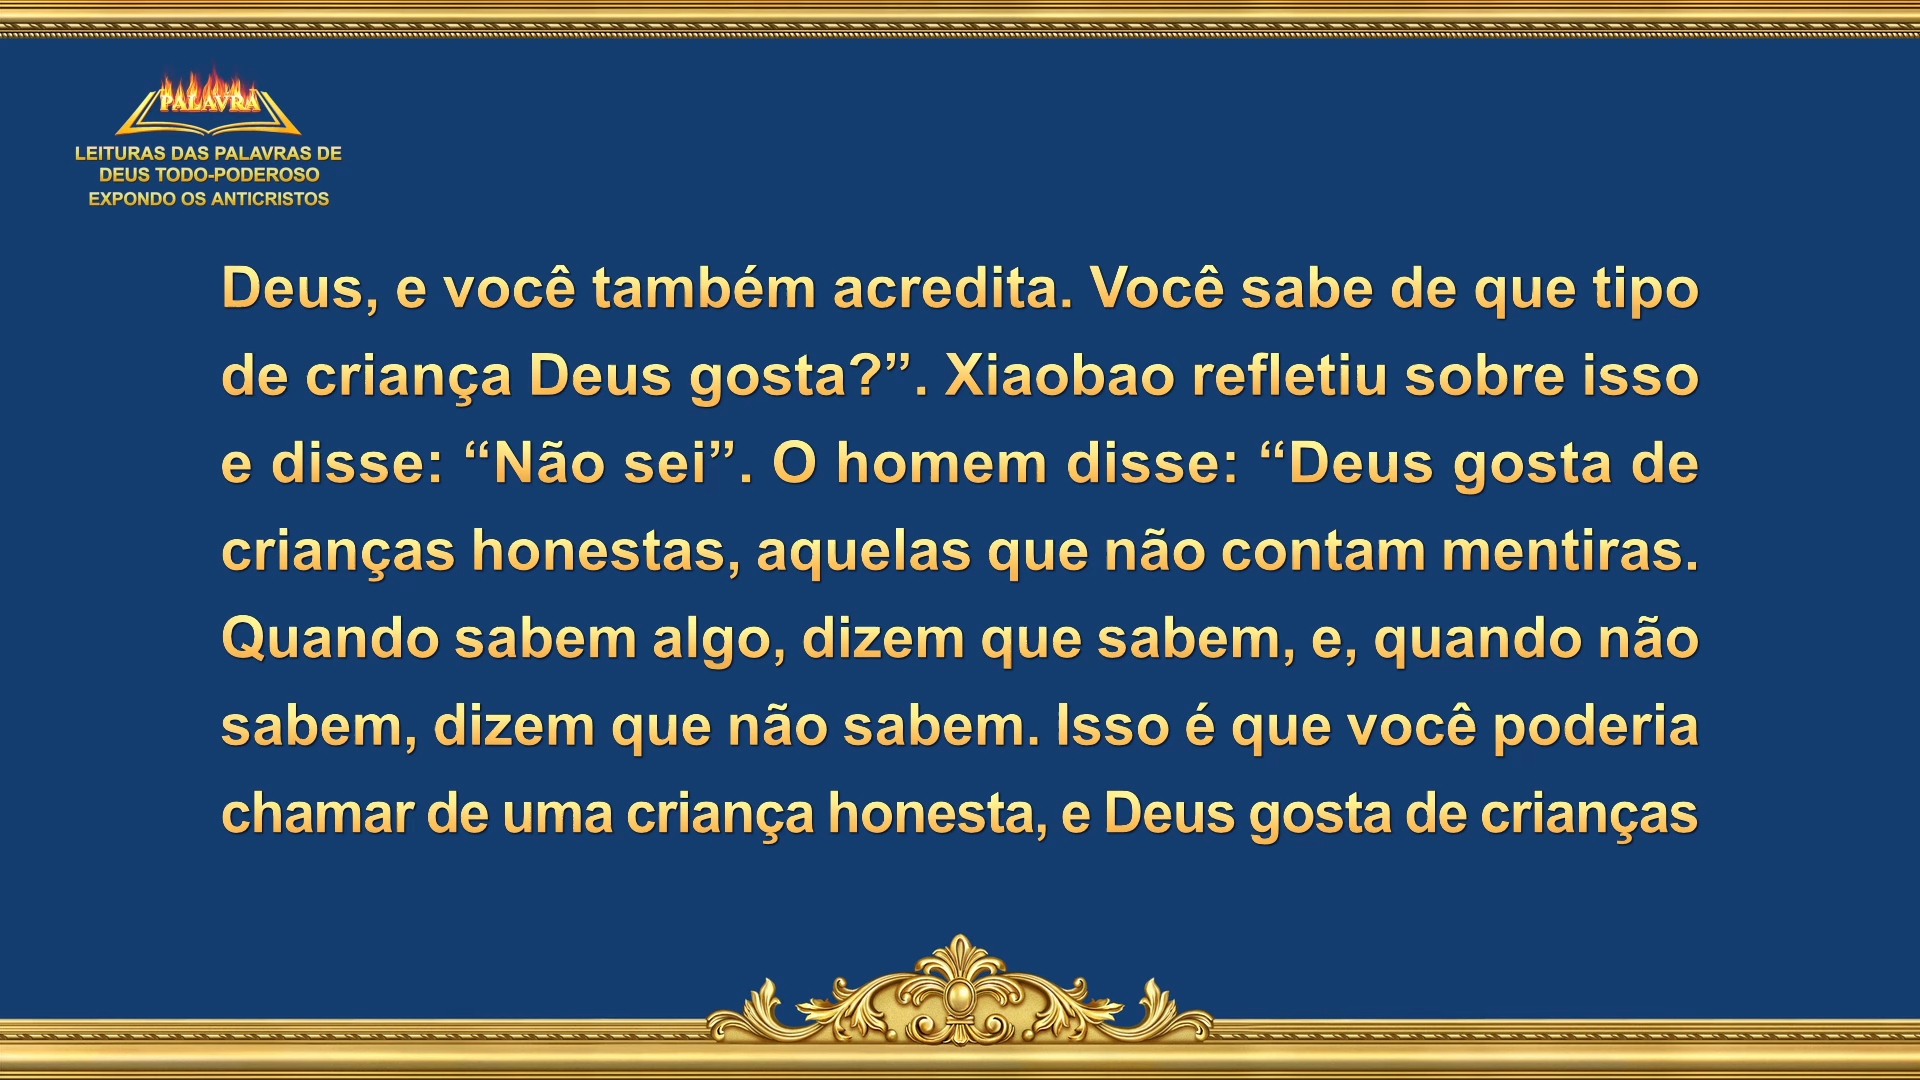 PALAVRA
LEITURAS DAS PALAVRAS DE
DEUS TODO-PODEROSO
EXPONDO OS ANTICRISTOS
Deus, e você também acredita. Você sabe de que tipo
de criança Deus gosta?”. Xiaobao refletiu sobre isso
e disse: “Não sei”. O homem disse: “Deus gosta de
crianças honestas, aquelas que não contam mentiras.
Quando sabem algo, dizem que sabem, e, quando não
sabem, dizem que não sabem. Isso é que você poderia
chamar de uma criança honesta, e Deus gosta de crianças